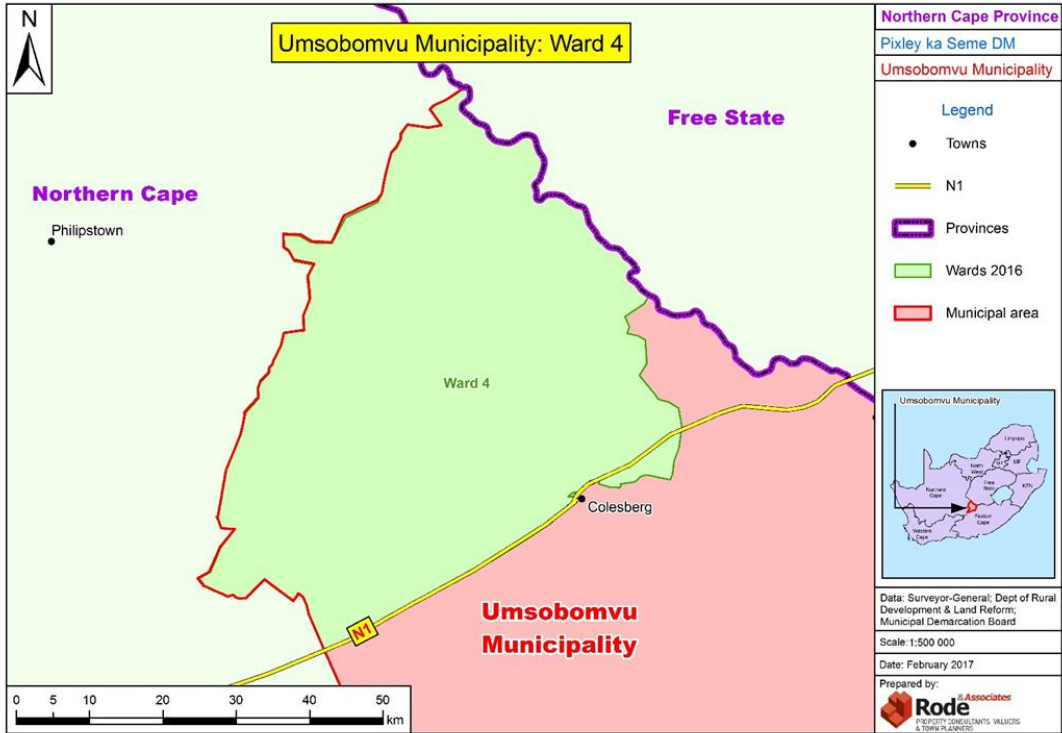 N
Umsobomvu Municipality: Ward 4
Free State
Northern Cape
Philipstown
Ward 4
Colesberg
Umsobomvu
Municipality
N1
0 10 20 30 40 50
5
km
Northern Cape Province
Pixley ka Seme DM
Umsobomvu Municipality
Legend
Towns
N1
Provinces
Wards 2016
Municipal area
Umsobomvu Municipality
Limpopo
North
West
MP
Northern
Cape
Free
State
KZN
Eastern
Cape
Western
Cape
Data: Surveyor-General; Dept of Rural
Development & Land Reform;
Municipal Demarcation Board
Scale:1:500 000
Date: February 2017
Prepared by:
&Associates
Rode
PROPERTY CONSULTANTS, VALUERS
& TOWN PLANNERS